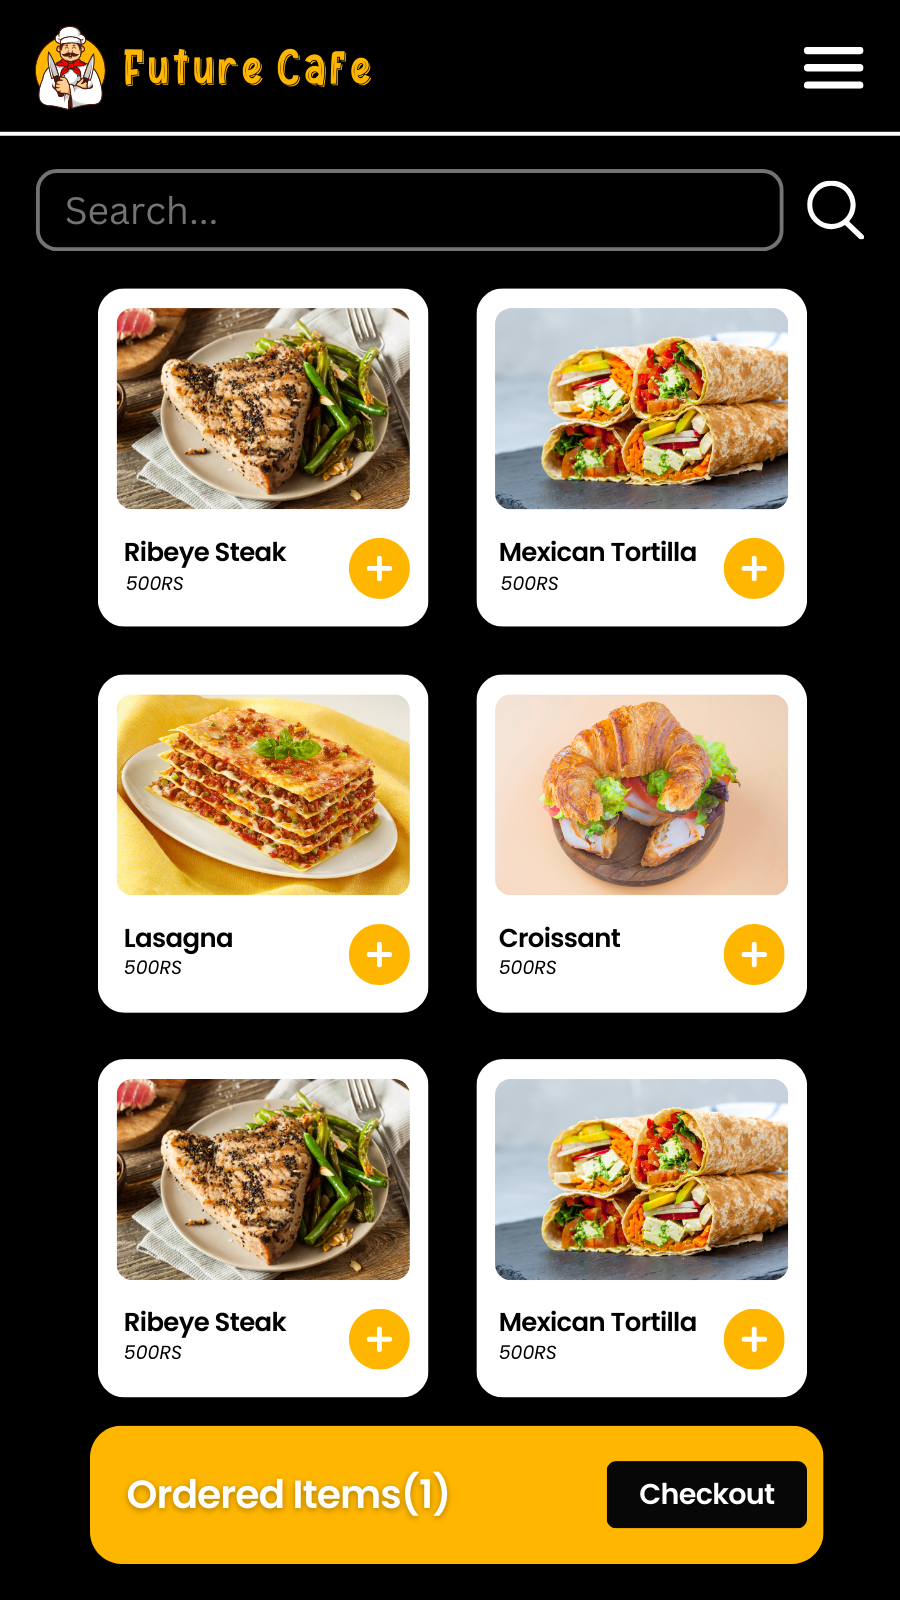 Future Cafe
Search...
Ribeye Steak
500RS
Mexican Tortilla
500RS
Lasagna
500RS
Croissant
500RS
Ribeye Steak
500RS
Mexican Tortilla
500RS
Ordered Items(1)
Checkout